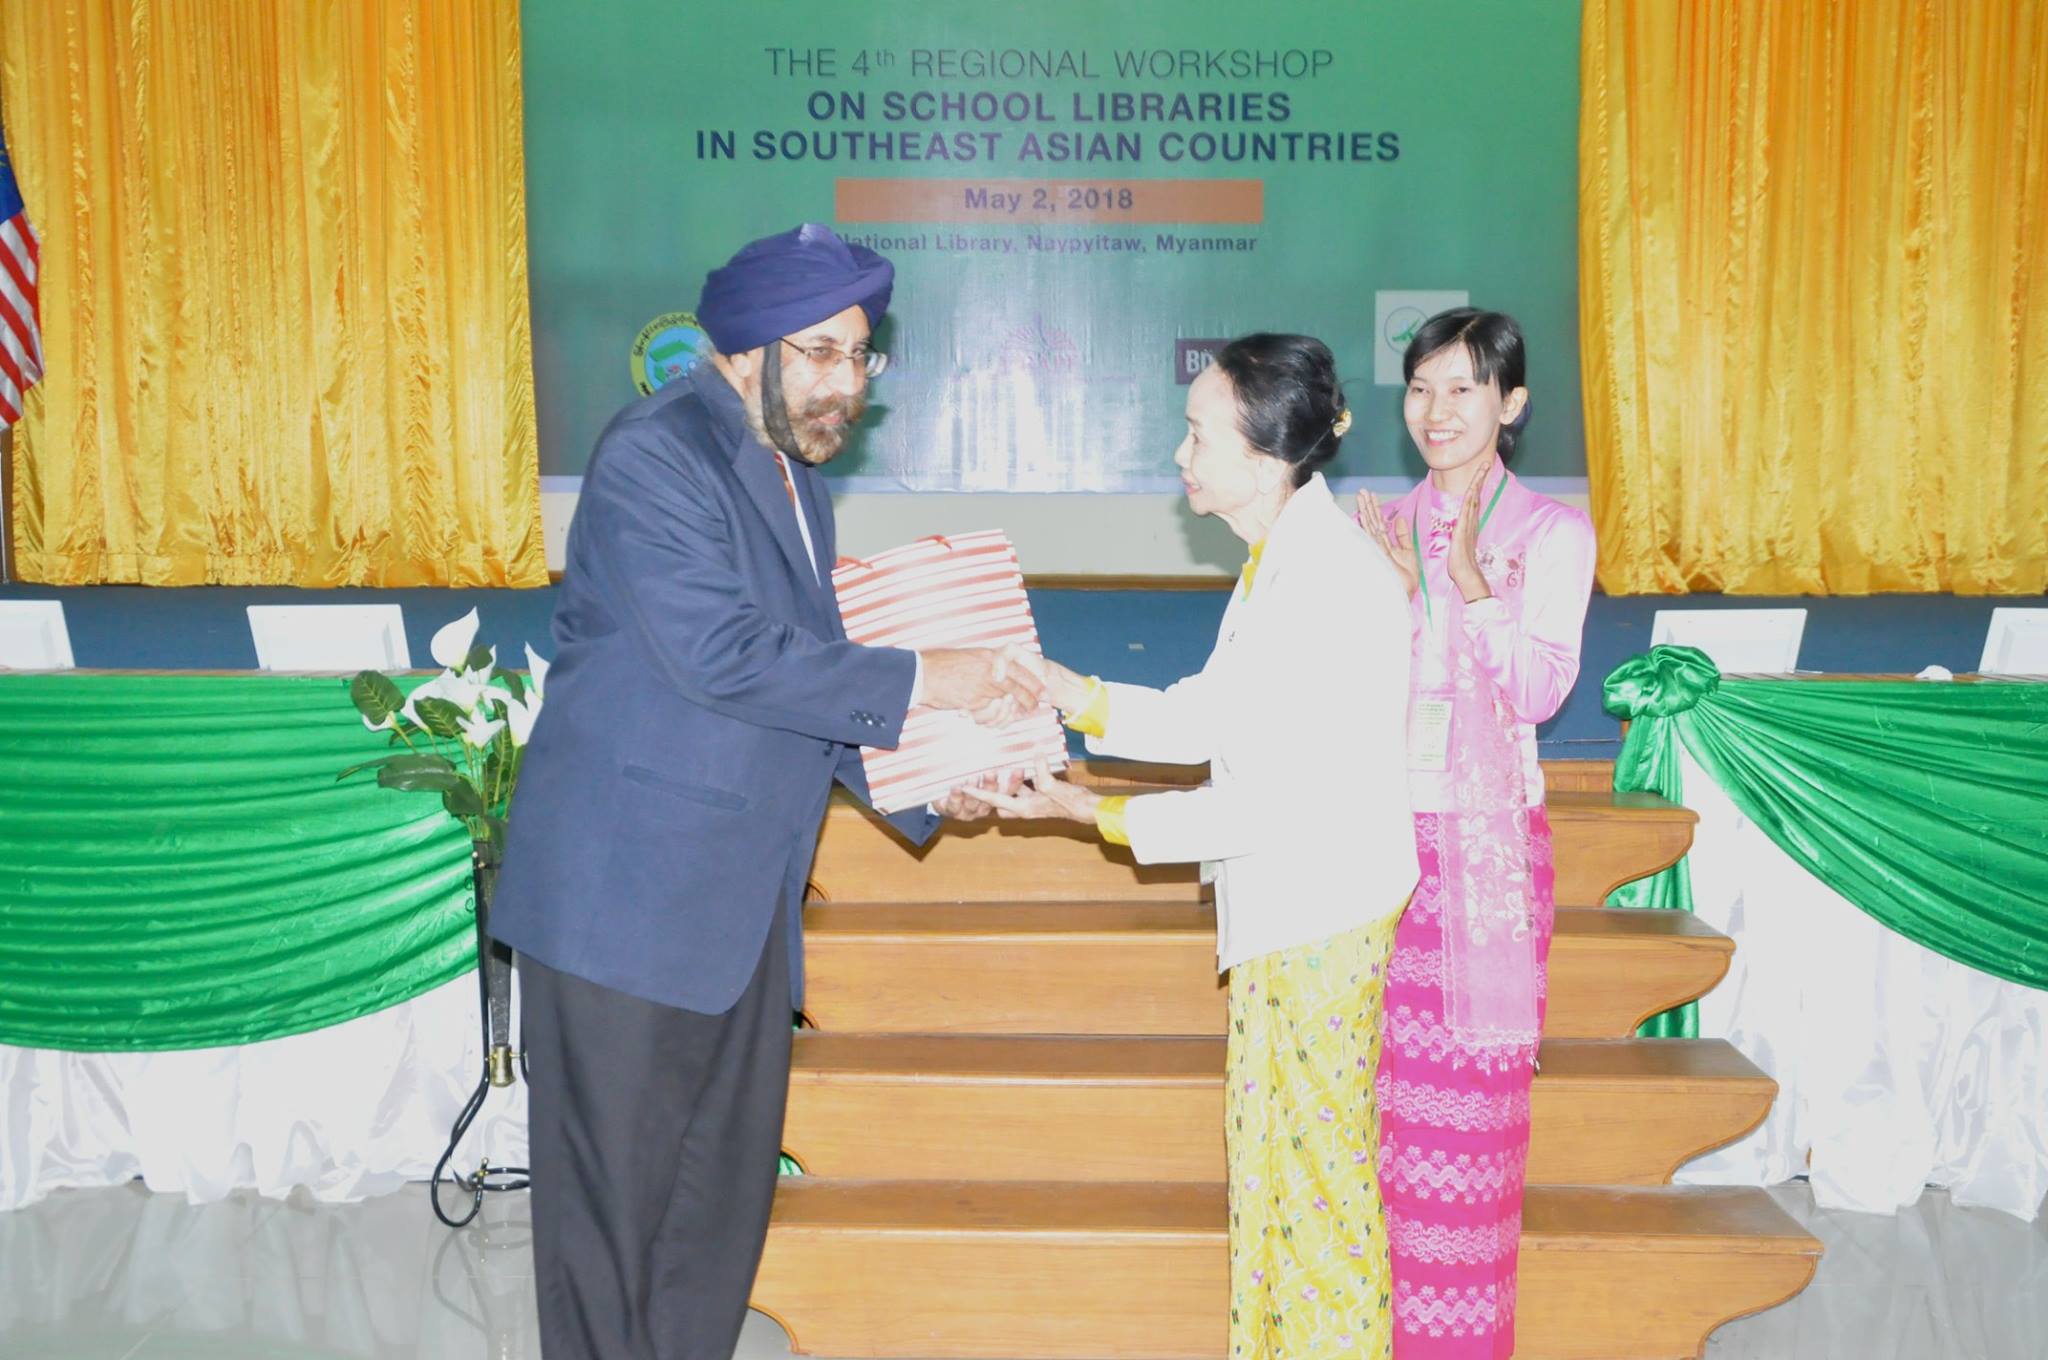 THE 4th REGIONAL WORKSHOP
ON SCHOOL LIBRARIES
IN SOUTHEAST ASIAN COUNTRIES
May 2, 2018
National Library, Naypyitaw, Myanmar